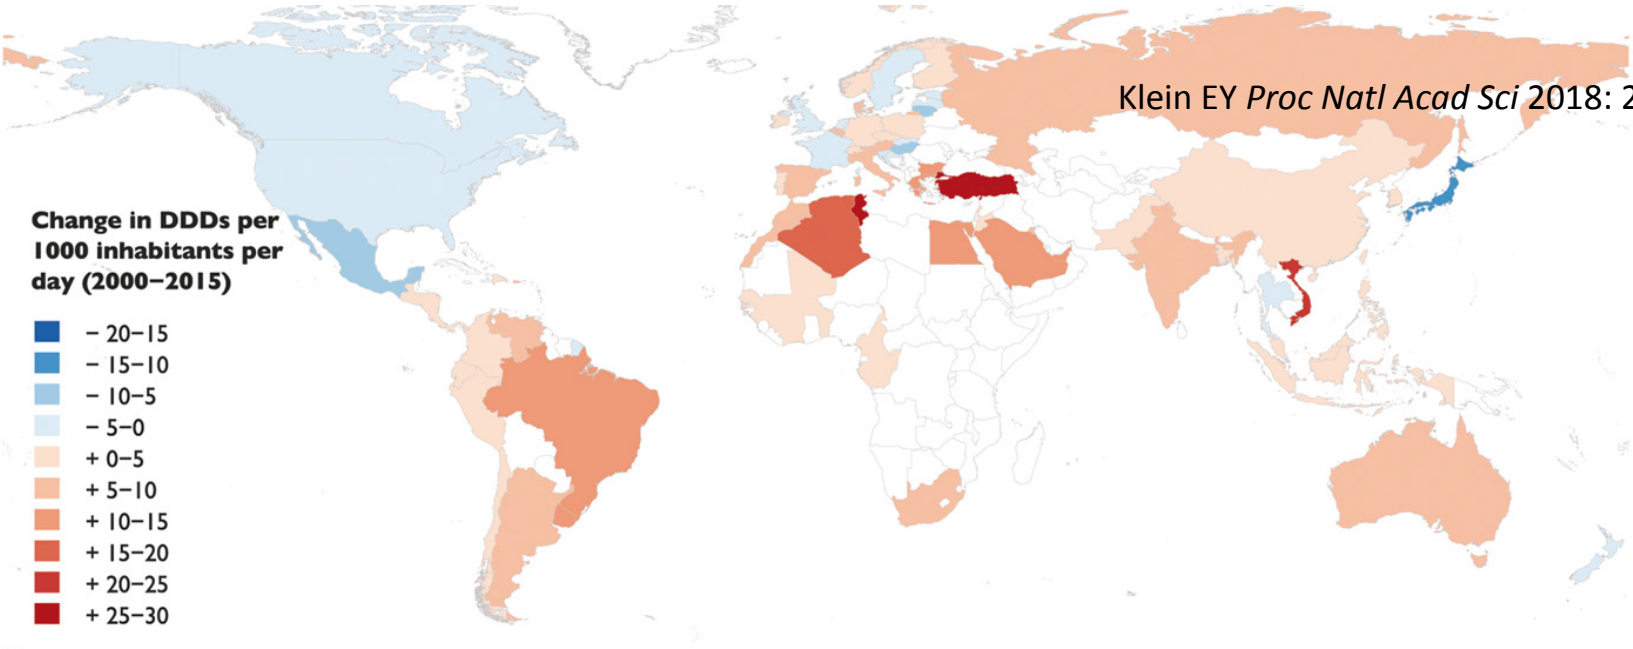 Klein EY Proc Natl Acad Sci 2018: 2
Change in DDDs per
1000 inhabitants per
day (2000–2015)
– 20–15
– 15–10
– 10–5
– 5–0
+ 0–5
+ 5–10
+ 10–15
+ 15–20
+ 20–25
+ 25–30